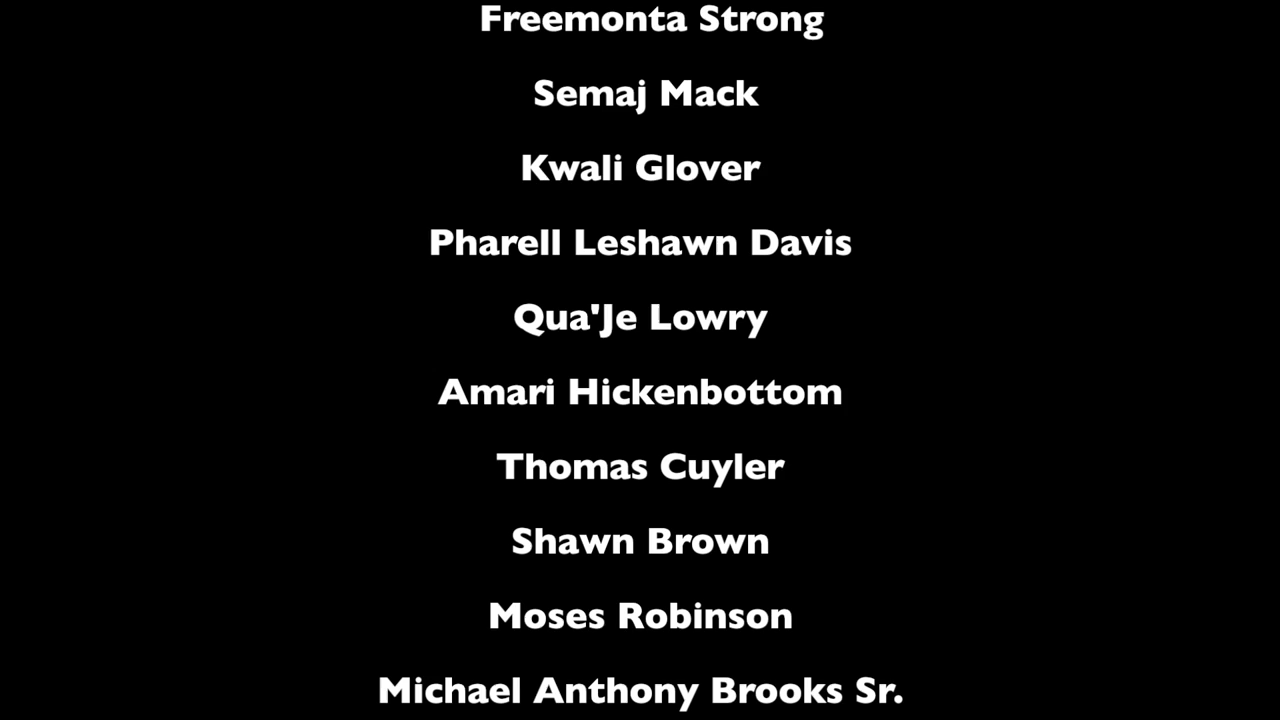 Freemonta Strong
Semaj Mack
Kwali Glover
Pharell Leshawn Davis
Qua'Je Lowry
Amari Hickenbottom
Thomas Cuyler
Shawn Brown
Moses Robinson
Michael Anthony Brooks Sr.